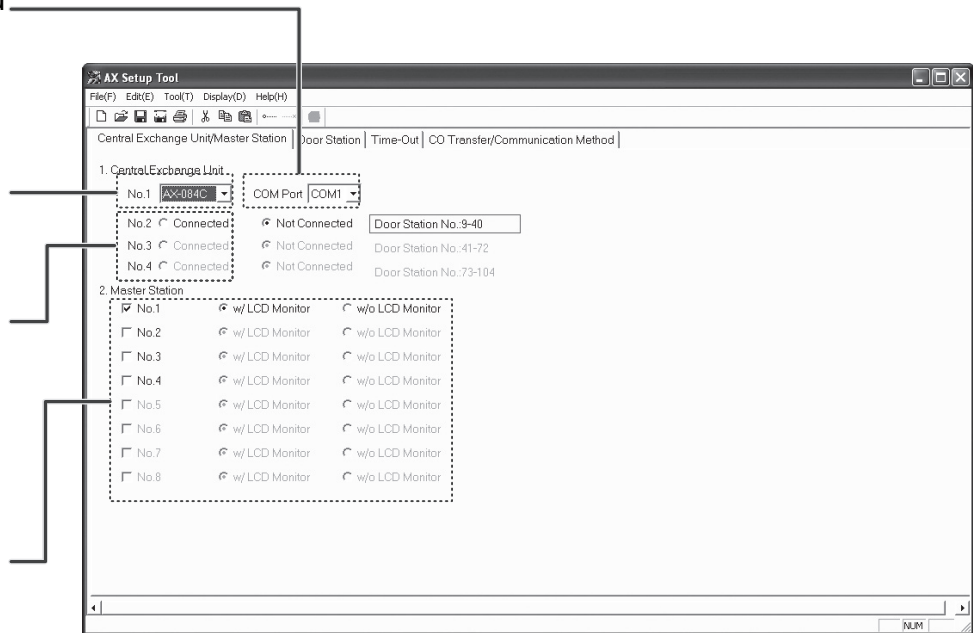 AX Setup Tool
File(F) Edit(E) Tool(T) Display(D) Help(H)
Central Exchange Unit/Master Station Door Station Time-Out CO Transfer/Communication Method
1. Central Exchange Unit
No.1 AX-084C COM Port COM1
No.2 Connected Not Connected Door Station No.:9-40
No.3 Connected Not Connected Door Station No.:41-72
No.4 Connected Not Connected Door Station No.:73-104
2. Master Station
No.1 w/ LCD Monitor w/o LCD Monitor
No.2 w/ LCD Monitor w/o LCD Monitor
No.3 w/ LCD Monitor w/o LCD Monitor
No.4 w/ LCD Monitor w/o LCD Monitor
No.5 w/ LCD Monitor w/o LCD Monitor
No.6 w/ LCD Monitor w/o LCD Monitor
No.7 w/ LCD Monitor w/o LCD Monitor
No.8 w/ LCD Monitor w/o LCD Monitor
NUM